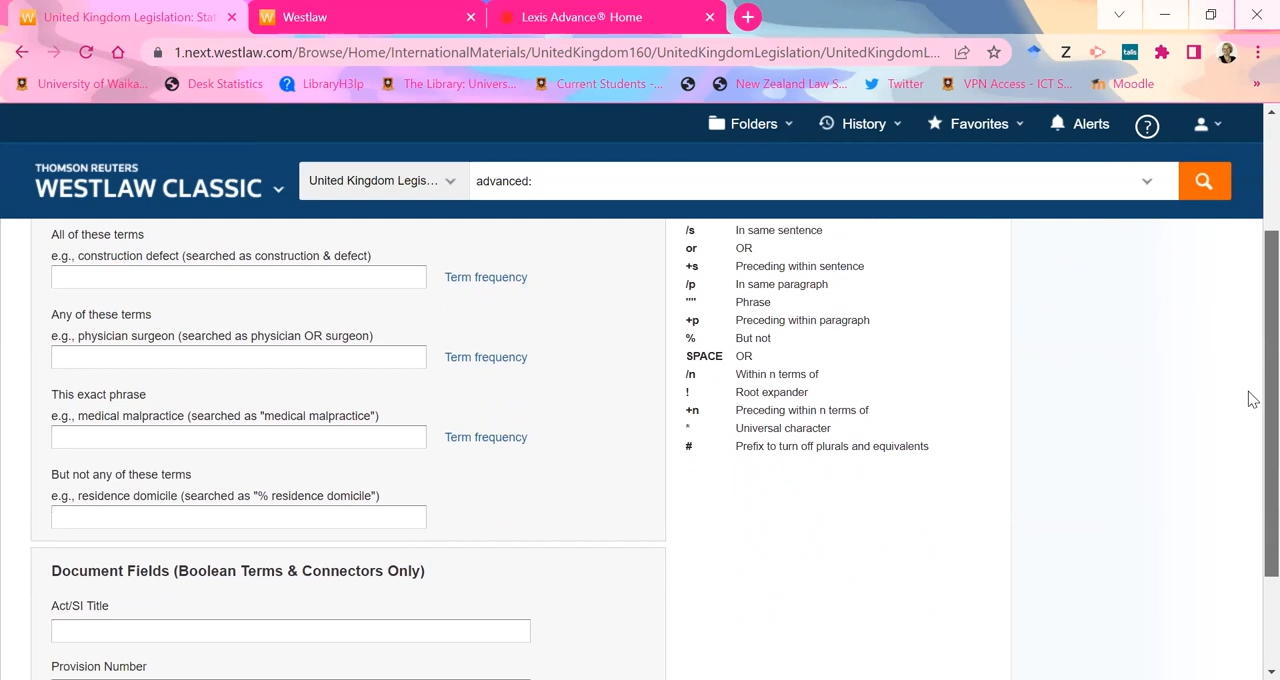 United Kingdom Legislation: Stat
Westlaw
Lexis Advance® Home
1.next.westlaw.com/Browse/Home/InternationalMaterials/UnitedKingdom160/UnitedKingdomLegislation/UnitedKingdomL...
University of Waika...
Desk Statistics
LibraryH3lp
The Library: Univers...
Current Students -...
New Zealand Law S...
Twitter
VPN Access - ICT S...
Moodle
»
Folders
History
Favorites
Alerts
?
THOMSON REUTERS
WESTLAW CLASSIC
United Kingdom Legis...
advanced:
All of these terms
e.g., construction defect (searched as construction & defect)
Term frequency
Any of these terms
e.g., physician surgeon (searched as physician OR surgeon)
Term frequency
This exact phrase
e.g., medical malpractice (searched as "medical malpractice")
Term frequency
But not any of these terms
e.g., residence domicile (searched as "% residence domicile")
Document Fields (Boolean Terms & Connectors Only)
Act/SI Title
Provision Number
/s In same sentence
or OR
+s Preceding within sentence
/p In same paragraph
"" Phrase
+p Preceding within paragraph
% But not
SPACE OR
/n Within n terms of
! Root expander
+n Preceding within n terms of
* Universal character
# Prefix to turn off plurals and equivalents